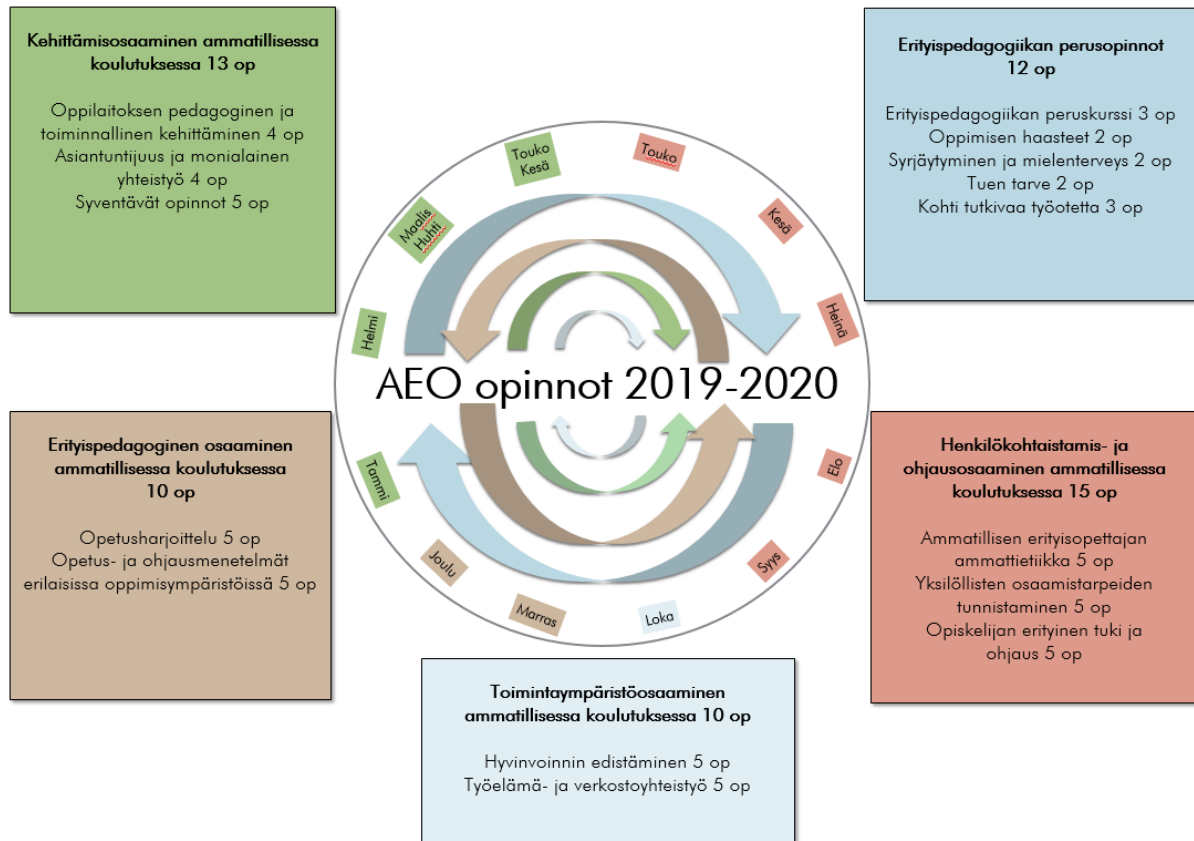 Kehittämisosaaminen ammatillisessa
koulutuksessa 13 op
Oppilaitoksen pedagoginen ja
toiminnallinen kehittäminen 4 op
Asiantuntijuus ja monialainen
yhteistyö 4 op
Syventävät opinnot 5 op
Erityispedagogiikan perusopinnot
12 op
Erityispedagogiikan peruskurssi 3 op
Oppimisen haasteet 2 op
Syrjäytyminen ja mielenterveys 2 op
Tuen tarve 2 op
Kohti tutkivaa työotetta 3 op
Touko
Kesä
Touko
Maalis
Huhti
Kesä
Helmi
Heinä
AEO opinnot 2019-2020
Tammi
Elo
Joulu
Syys
Marras
Loka
Erityispedagoginen osaaminen
ammatillisessa koulutuksessa
10 op
Opetusharjoittelu 5 op
Opetus- ja ohjausmenetelmät
erilaisissa oppimisympäristöissä 5 op
Henkilökohtaistamis- ja
ohjausosaaminen ammatillisessa
koulutuksessa 15 op
Ammatillisen erityisopettajan
ammattietiikka 5 op
Yksilöllisten osaamistarpeiden
tunnistaminen 5 op
Opiskelijan erityinen tuki ja
ohjaus 5 op
Toimintaympäristöosaaminen
ammatillisessa koulutuksessa 10 op
Hyvinvoinnin edistäminen 5 op
Työelämä- ja verkostoyhteistyö 5 op